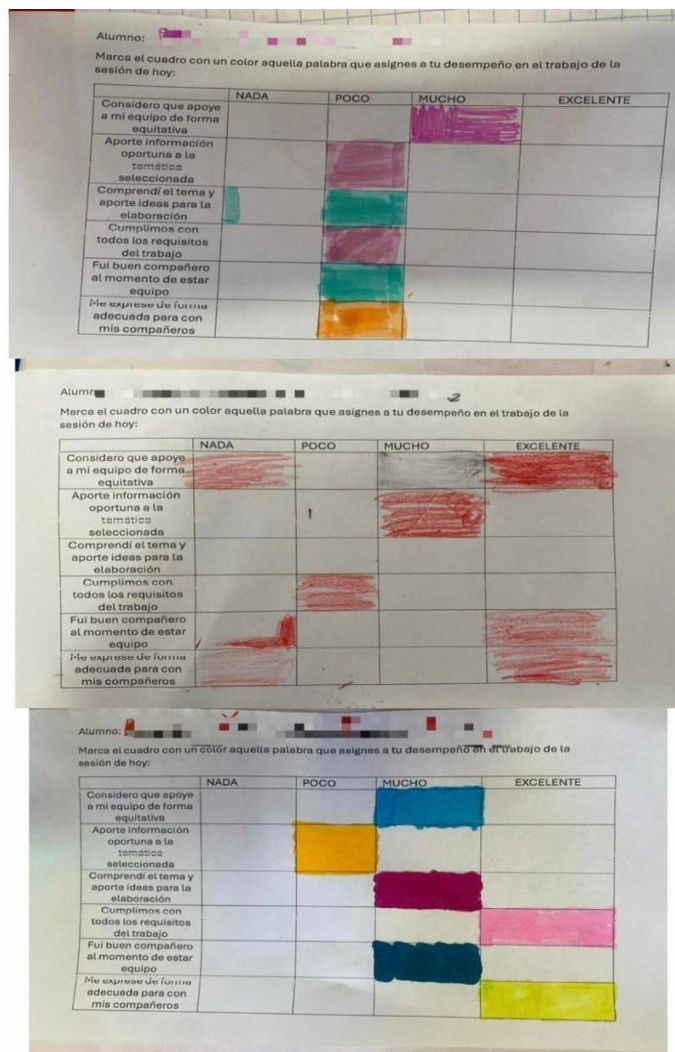 Alumno:
Marca el cuadro con un color aquella palabra que asignes a tu desempeño en el trabajo de la
sesión de hoy:
NADA POCO MUCHO EXCELENTE
Considero que apoye
a mi equipo de forma
equitativa
Aporte información
oportuna a la
temática
seleccionada
Comprendí el tema y
aporte ideas para la
elaboración
Cumplimos con
todos los requisitos
del trabajo
Fui buen compañero
al momento de estar
equipo
Me exprese de forma
adecuada para con
mis compañeros
Marca el cuadro con un color aquella palabra que asignes a tu desempeño en el trabajo de la
sesión de hoy:
NADA POCO MUCHO EXCELENTE
Considero que apoye
a mi equipo de forma
equitativa
Aporte información
oportuna a la
temática
seleccionada
Comprendí el tema y
aporte ideas para la
elaboración
Cumplimos con
todos los requisitos
del trabajo
Fui buen compañero
al momento de estar
equipo
Me exprese de forma
adecuada para con
mis compañeros
Alumno:
Marca el cuadro con un color aquella palabra que asignes a tu desempeño en el trabajo de la
sesión de hoy:
NADA POCO MUCHO EXCELENTE
Considero que apoye
a mi equipo de forma
equitativa
Aporte información
oportuna a la
temática
seleccionada
Comprendí el tema y
aporte ideas para la
elaboración
Cumplimos con
todos los requisitos
del trabajo
Fui buen compañero
al momento de estar
equipo
Me exprese de forma
adecuada para con
mis compañeros